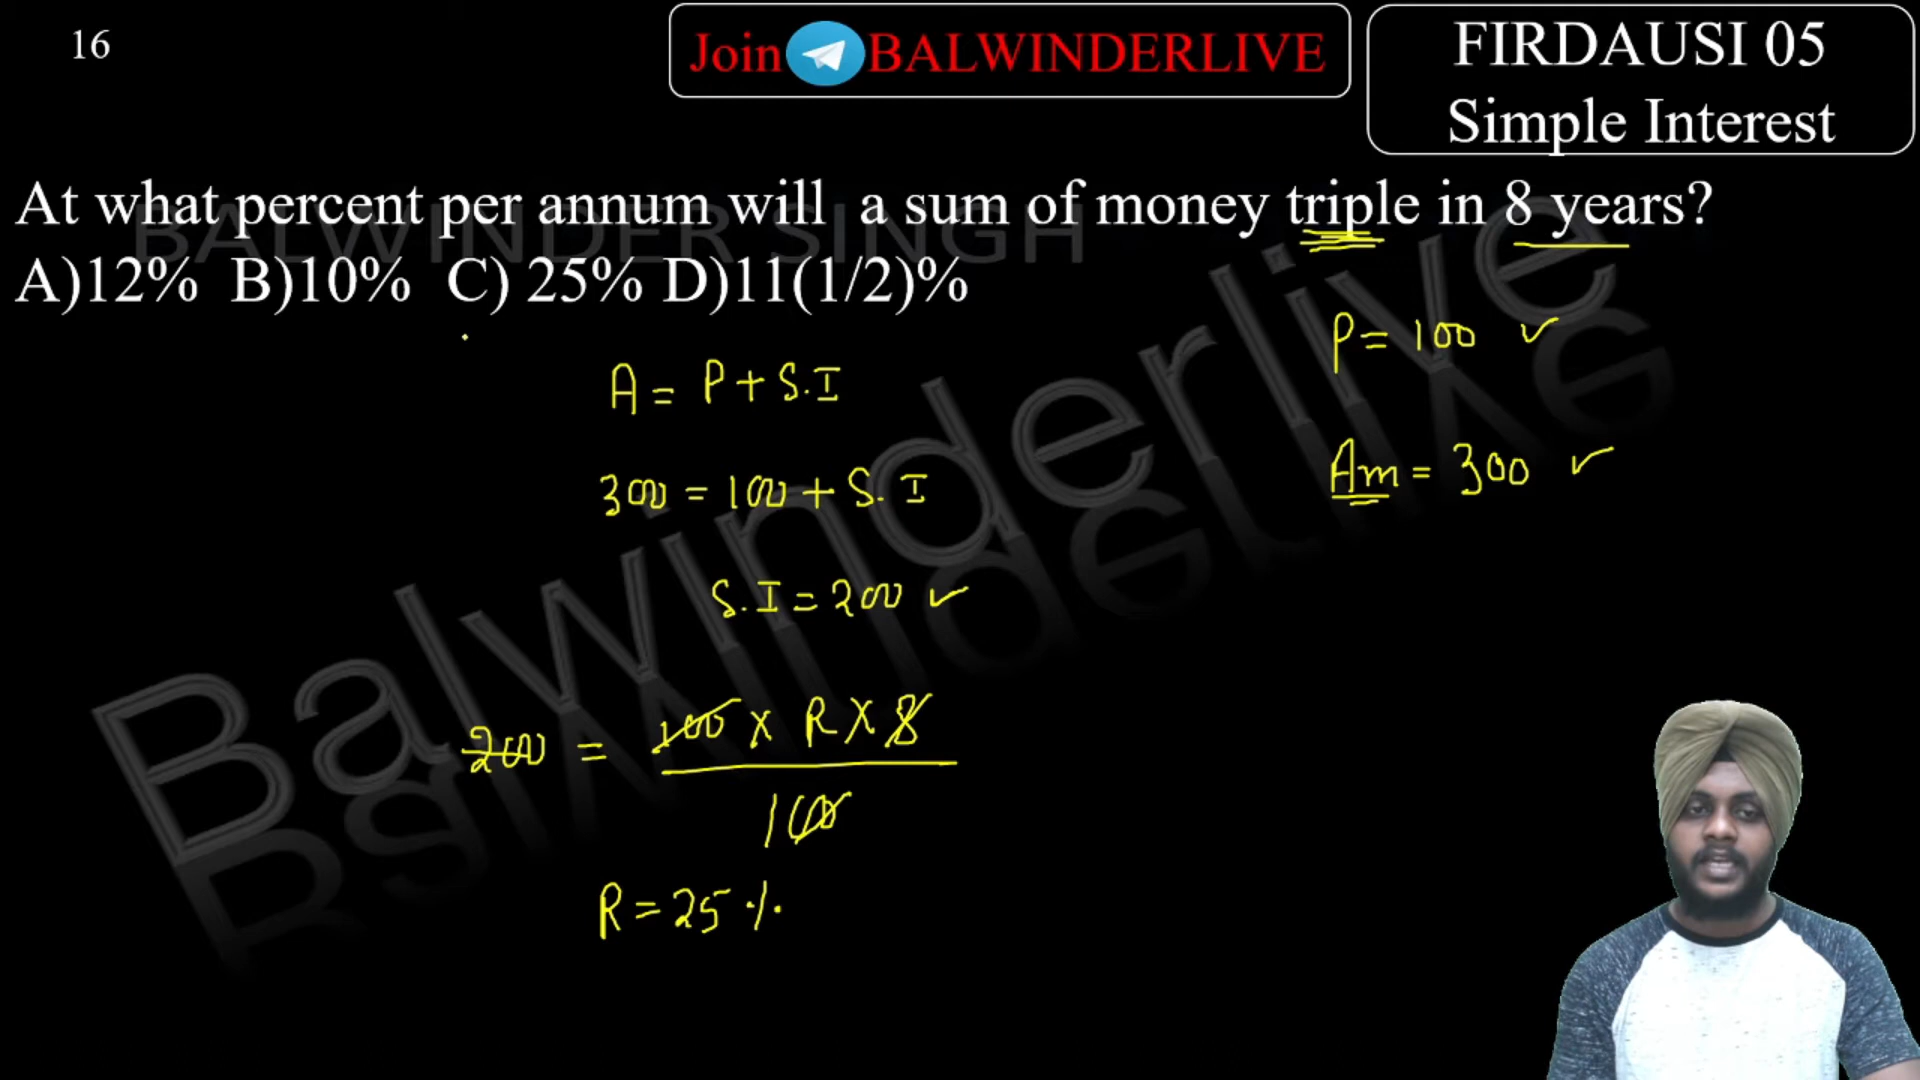 16
Join BALWINDERLIVE
FIRDAUSI 05
Simple Interest
At what percent per annum will a sum of money triple in 8 years?
BALWINDER SINGH
A)12% B)10% C) 25% D)11(1/2)%
P = 100 ✓
A = P + S.I
Am = 300 ✓
300 = 100 + S.I
S.I = 200 ✓
200 = 100 x R x 8
100
R = 25 %
Balwinderlive